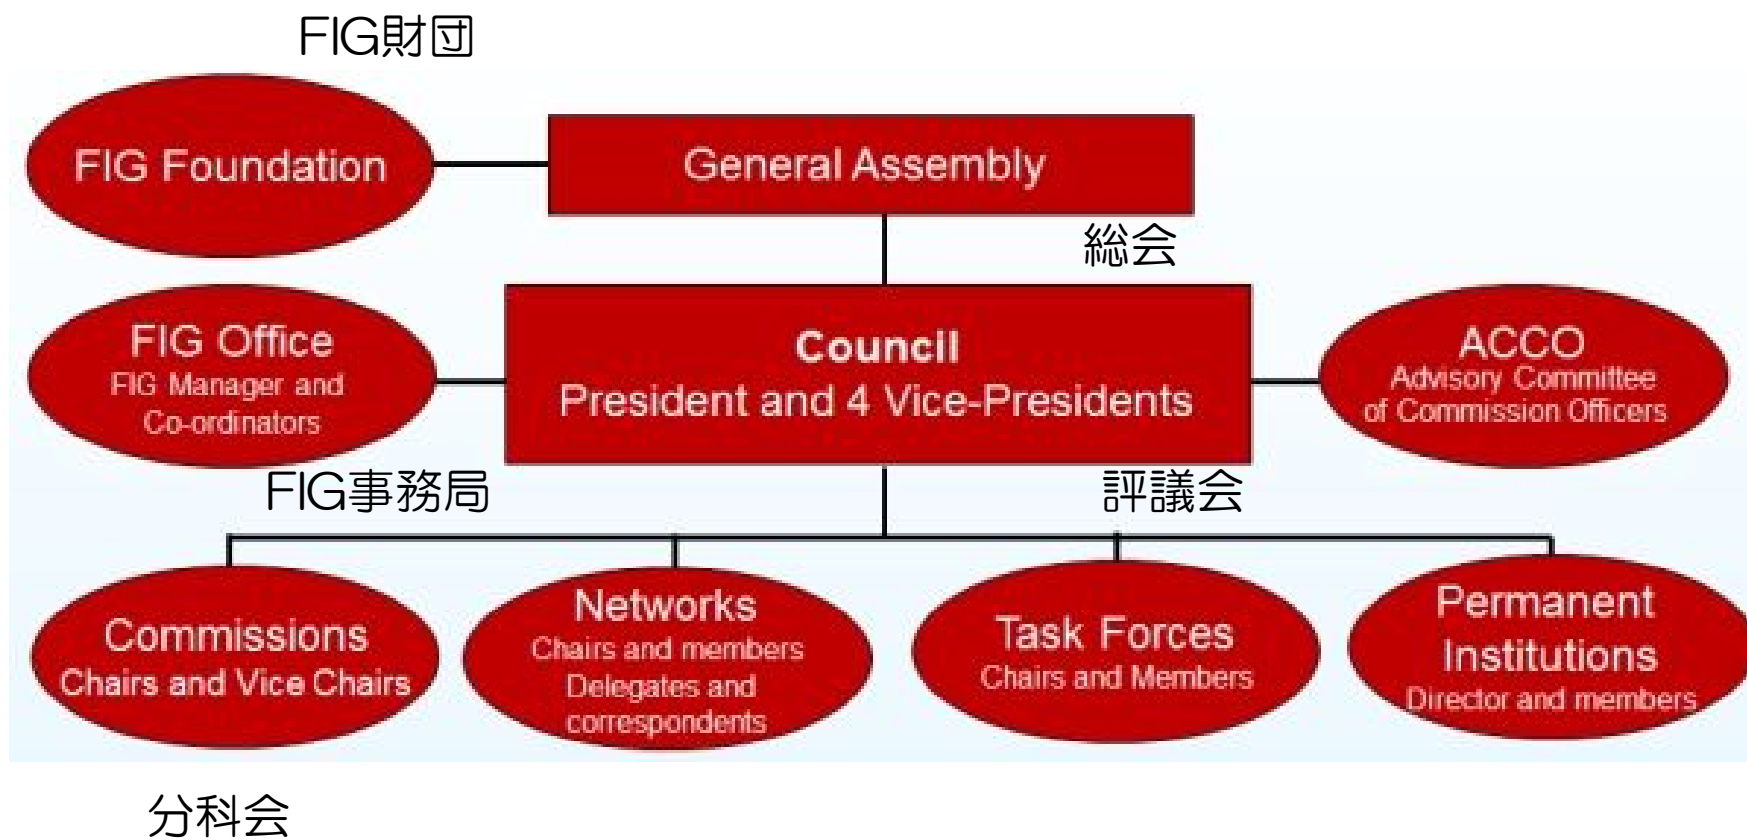 FIG財団
FIG Foundation
General Assembly
総会
FIG Office
FIG Manager and
Co-ordinators
Council
President and 4 Vice-Presidents
ACCO
Advisory Committee
of Commission Officers
FIG事務局
評議会
Commissions
Chairs and Vice Chairs
Networks
Chairs and members
Delegates and
correspondents
Task Forces
Chairs and Members
Permanent
Institutions
Director and members
分科会